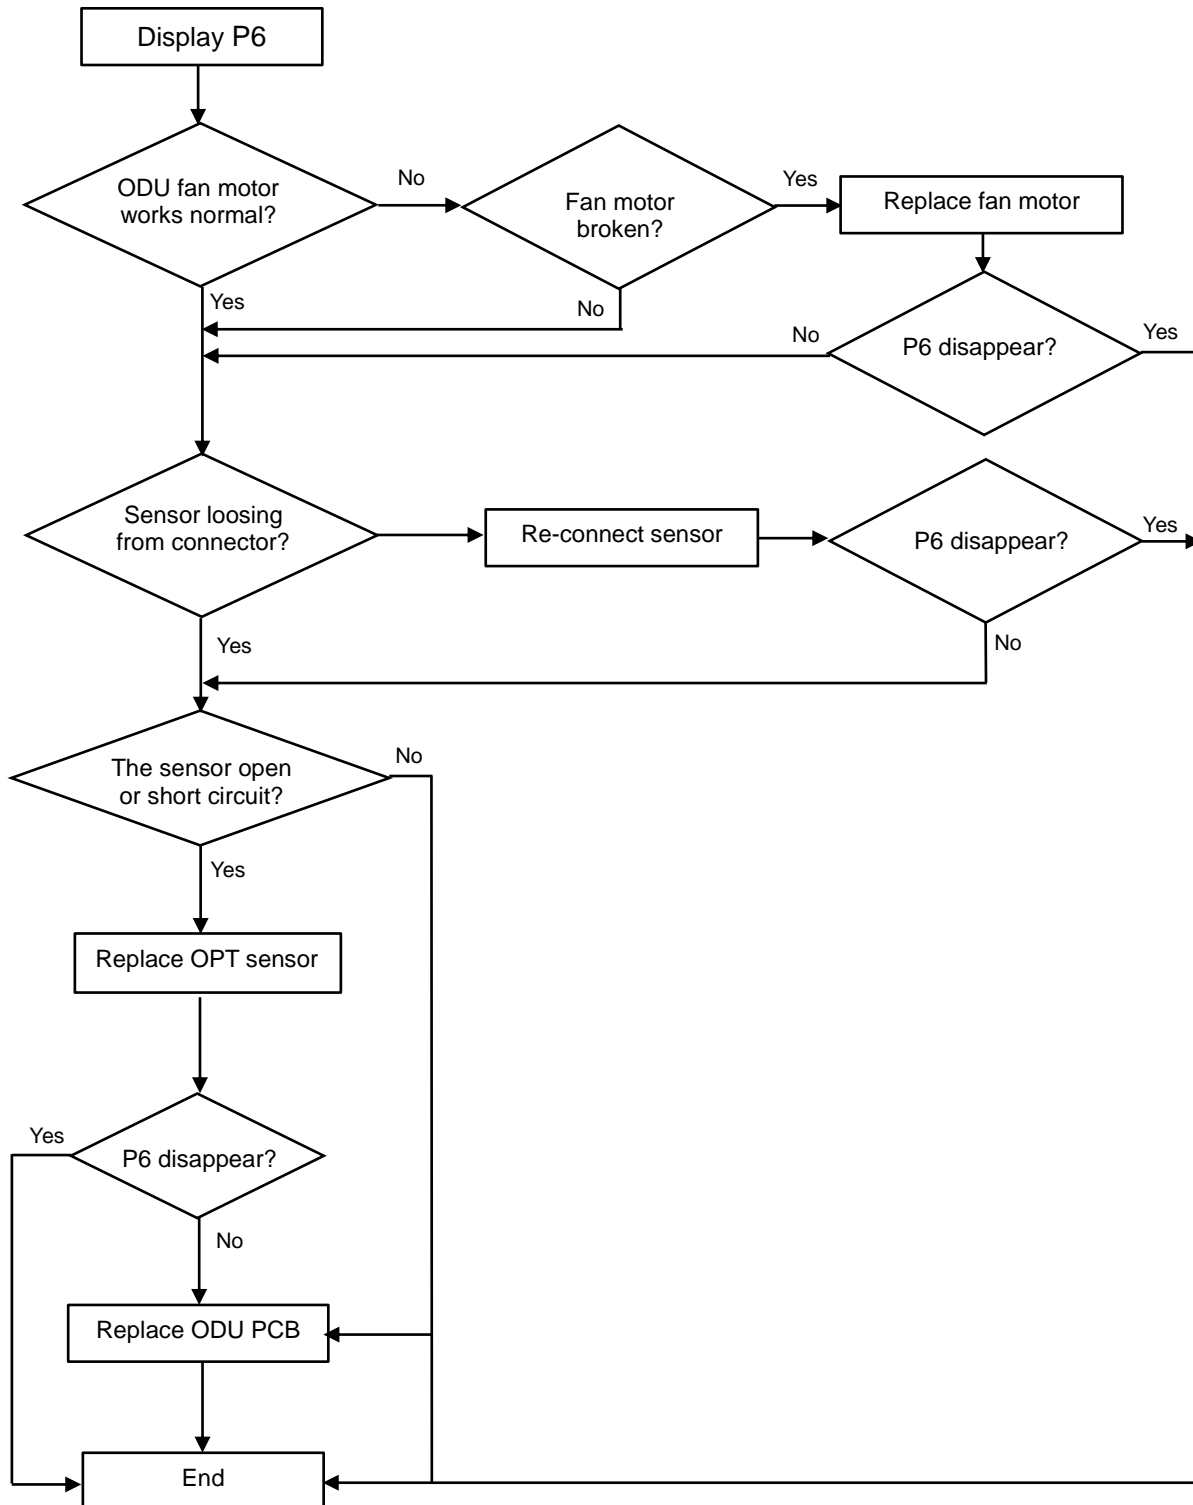 Display P6
ODU fan motor
works normal?
No
Fan motor
broken?
Yes
Replace fan motor
Yes
No
No
P6 disappear?
Yes
Sensor loosing
from connector?
Re-connect sensor
P6 disappear?
Yes
Yes
No
The sensor open
or short circuit?
No
Yes
Replace OPT sensor
Yes
P6 disappear?
No
Replace ODU PCB
End